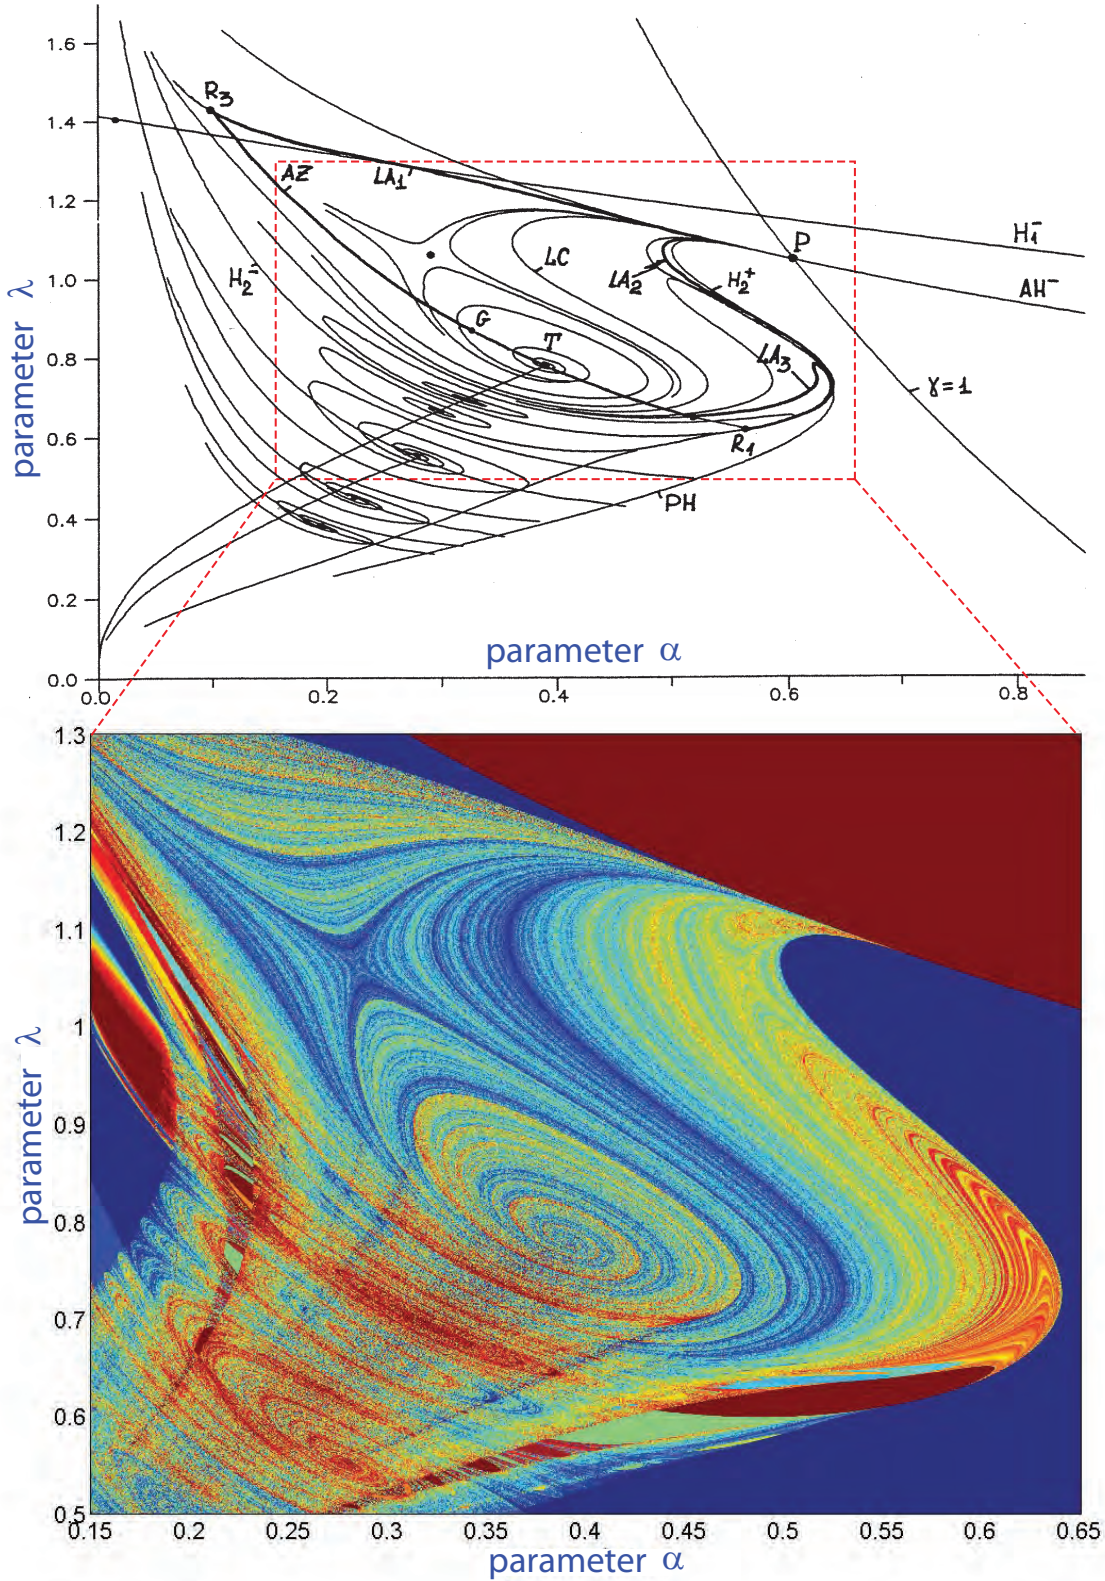 1.6
R3
1.4
AZ
LA1
1.2
H1-
P
LC
H2=
LA2
H2+
1.0
AH-
G
T
0.8
LA3
γ=1
0.6
R1
PH
0.4
0.2
parameter λ
parameter α
0.0
0.0 0.2 0.4 0.6 0.8
1.3
1.2
1.1
1
0.9
0.8
0.7
0.6
0.5
parameter λ
0.15 0.2 0.25 0.3 0.35 0.4 0.45 0.5 0.55 0.6 0.65
parameter α